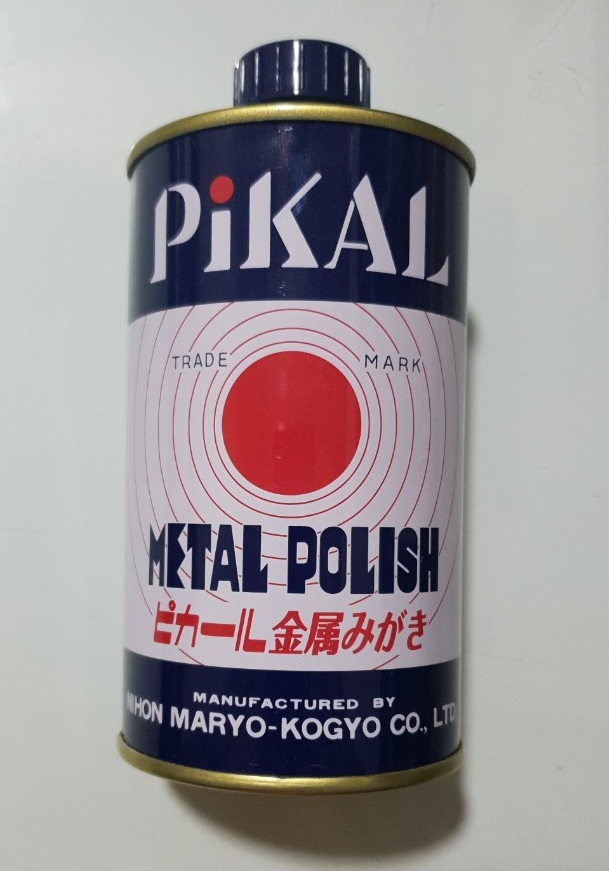 PiKAL
TRADE MARK
METAL POLISH
ピカール金属みがき
MANUFACTURED BY
NIHON MARYO-KOGYO CO., LTD